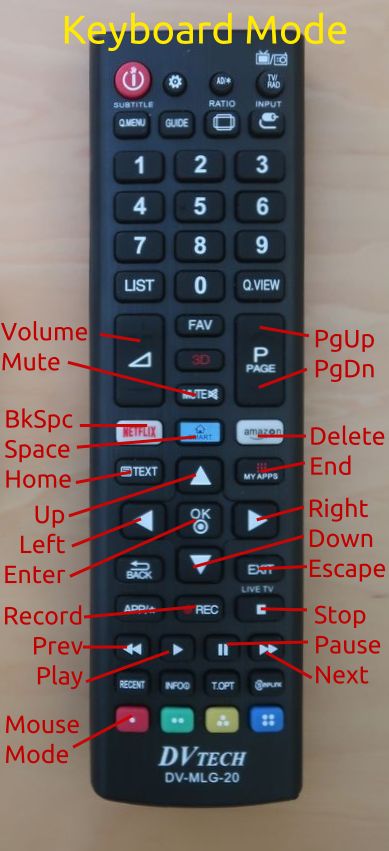 Keyboard Mode
SUBTITLE
AD/*
RATIO
TV/
RAD
INPUT
Q.MENU
GUIDE
1
2
3
4
5
6
7
8
9
LIST
0
Q.VIEW
Volume
Mute
FAV
3D
MUTE
P
PAGE
PgUp
PgDn
BkSpc
Space
Home
NETFLIX
SMART
amazon
Delete
End
TEXT
MY APPS
Up
Left
Enter
OK
Right
Down
Escape
BACK
EXIT
LIVE TV
Record
Prev
Play
APP/*
REC
Stop
Pause
Next
RECENT
INFO
T.OPT
SIMPLINK
Mouse
Mode
DVTECH
DV-MLG-20